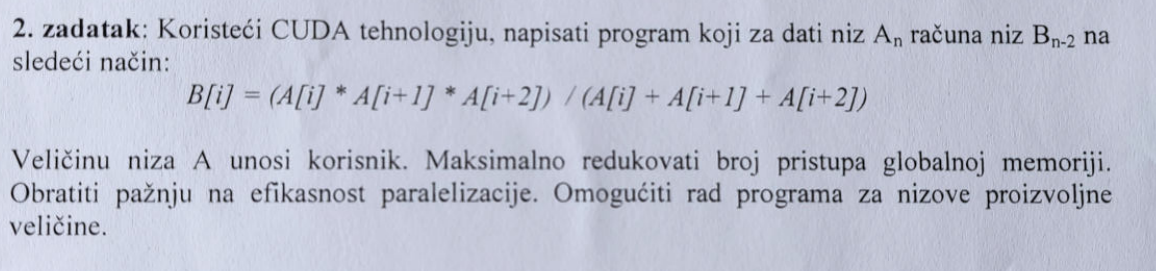 2. zadatak: Koristeći CUDA tehnologiju, napisati program koji za dati niz Aₙ računa niz Bₙ₋₂ na
sledeći način:
B[i] = (A[i] * A[i+1] * A[i+2]) / (A[i] + A[i+1] + A[i+2])
Veličinu niza A unosi korisnik. Maksimalno redukovati broj pristupa globalnoj memoriji.
Obratiti pažnju na efikasnost paralelizacije. Omogućiti rad programa za nizove proizvoljne
veličine.